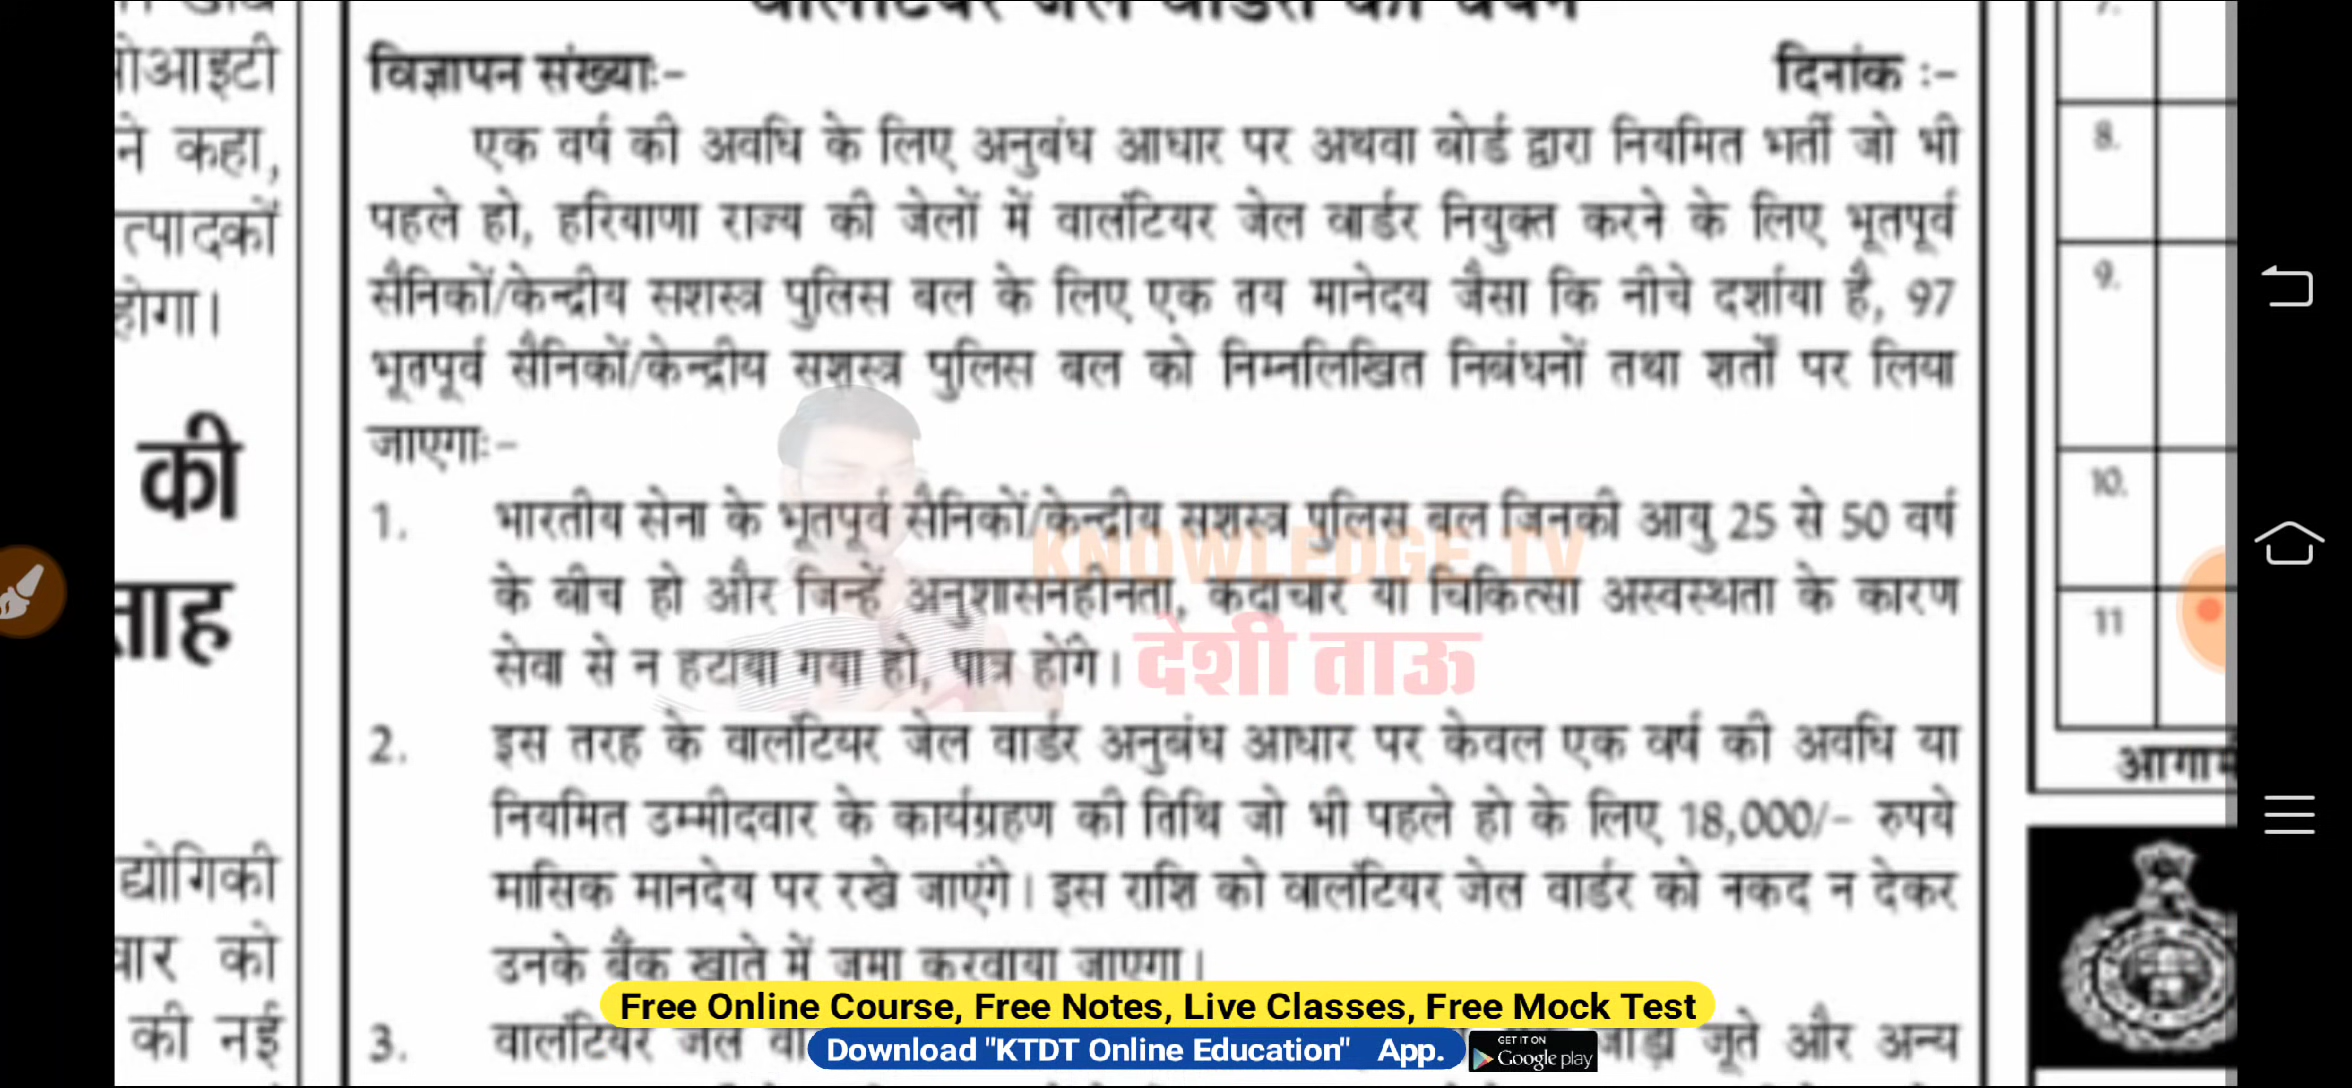 विज्ञापन संख्याः-
दिनांक :-
एक वर्ष की अवधि के लिए अनुबंध आधार पर अथवा बोर्ड द्वारा नियमित भर्ती जो भी
पहले हो, हरियाणा राज्य की जेलों में वालंटियर जेल वार्डर नियुक्त करने के लिए भूतपूर्व
सैनिकों/केन्द्रीय सशस्त्र पुलिस बल के लिए एक तय मानेदय जैसा कि नीचे दर्शाया है, 97
भूतपूर्व सैनिकों/केन्द्रीय सशस्त्र पुलिस बल को निम्नलिखित निबंधनों तथा शर्तों पर लिया
जाएगाः-
1. भारतीय सेना के भूतपूर्व सैनिकों/केन्द्रीय सशस्त्र पुलिस बल जिनकी आयु 25 से 50 वर्ष
के बीच हो और जिन्हें अनुशासनहीनता, कदाचार या चिकित्सा अस्वस्थता के कारण
सेवा से न हटाया गया हो, पात्र होंगे।
KNOWLEDGE TV
देशी ताऊ
2. इस तरह के वालंटियर जेल वार्डर अनुबंध आधार पर केवल एक वर्ष की अवधि या
नियमित उम्मीदवार के कार्यग्रहण की तिथि जो भी पहले हो के लिए 18,000/- रुपये
मासिक मानदेय पर रखे जाएंगे। इस राशि को वालंटियर जेल वार्डर को नकद न देकर
उनके बैंक खाते में जमा करवाया जाएगा।
3. वालंटियर जेल जोड़ी जूते और अन्य
Free Online Course, Free Notes, Live Classes, Free Mock Test
Download "KTDT Online Education" App.
GET IT ON
Google play
ने कहा,
होगा।
की
को
की नई
8.
9.
10.
11